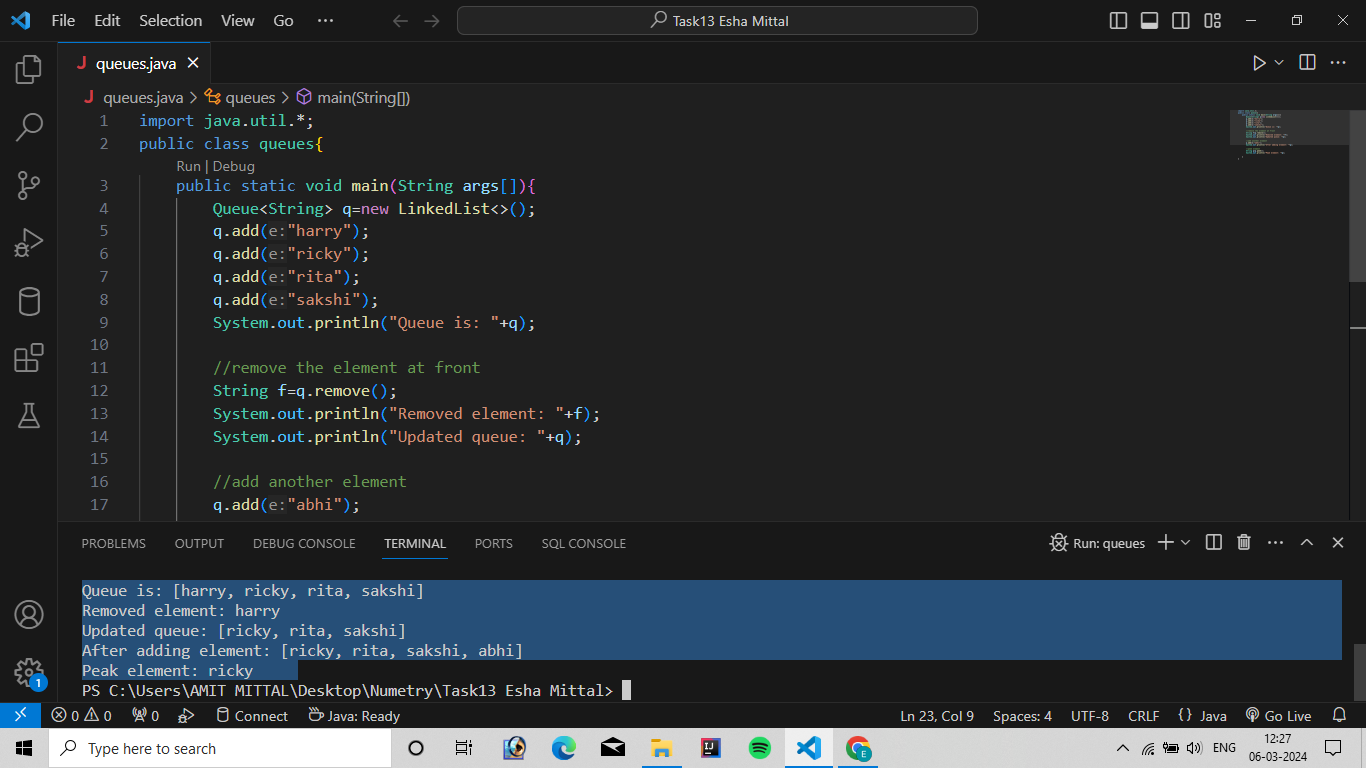 File Edit Selection View Go ···
Task13 Esha Mittal
J queues.java
J queues.java > queues > main(String[])
1 import java.util.*;
2 public class queues{
Run | Debug
3 public static void main(String args[]){
4 Queue<String> q=new LinkedList<>();
5 q.add(e:"harry");
6 q.add(e:"ricky");
7 q.add(e:"rita");
8 q.add(e:"sakshi");
9 System.out.println("Queue is: "+q);
10
11 //remove the element at front
12 String f=q.remove();
13 System.out.println("Removed element: "+f);
14 System.out.println("Updated queue: "+q);
15
16 //add another element
17 q.add(e:"abhi");
PROBLEMS OUTPUT DEBUG CONSOLE TERMINAL PORTS SQL CONSOLE
Run: queues
Queue is: [harry, ricky, rita, sakshi]
Removed element: harry
Updated queue: [ricky, rita, sakshi]
After adding element: [ricky, rita, sakshi, abhi]
Peak element: ricky
PS C:\Users\AMIT MITTAL\Desktop\Numetry\Task13 Esha Mittal>
1
0 0 0 Connect Java: Ready Ln 23, Col 9 Spaces: 4 UTF-8 CRLF {} Java Go Live
Type here to search
E
ENG
12:27
06-03-2024